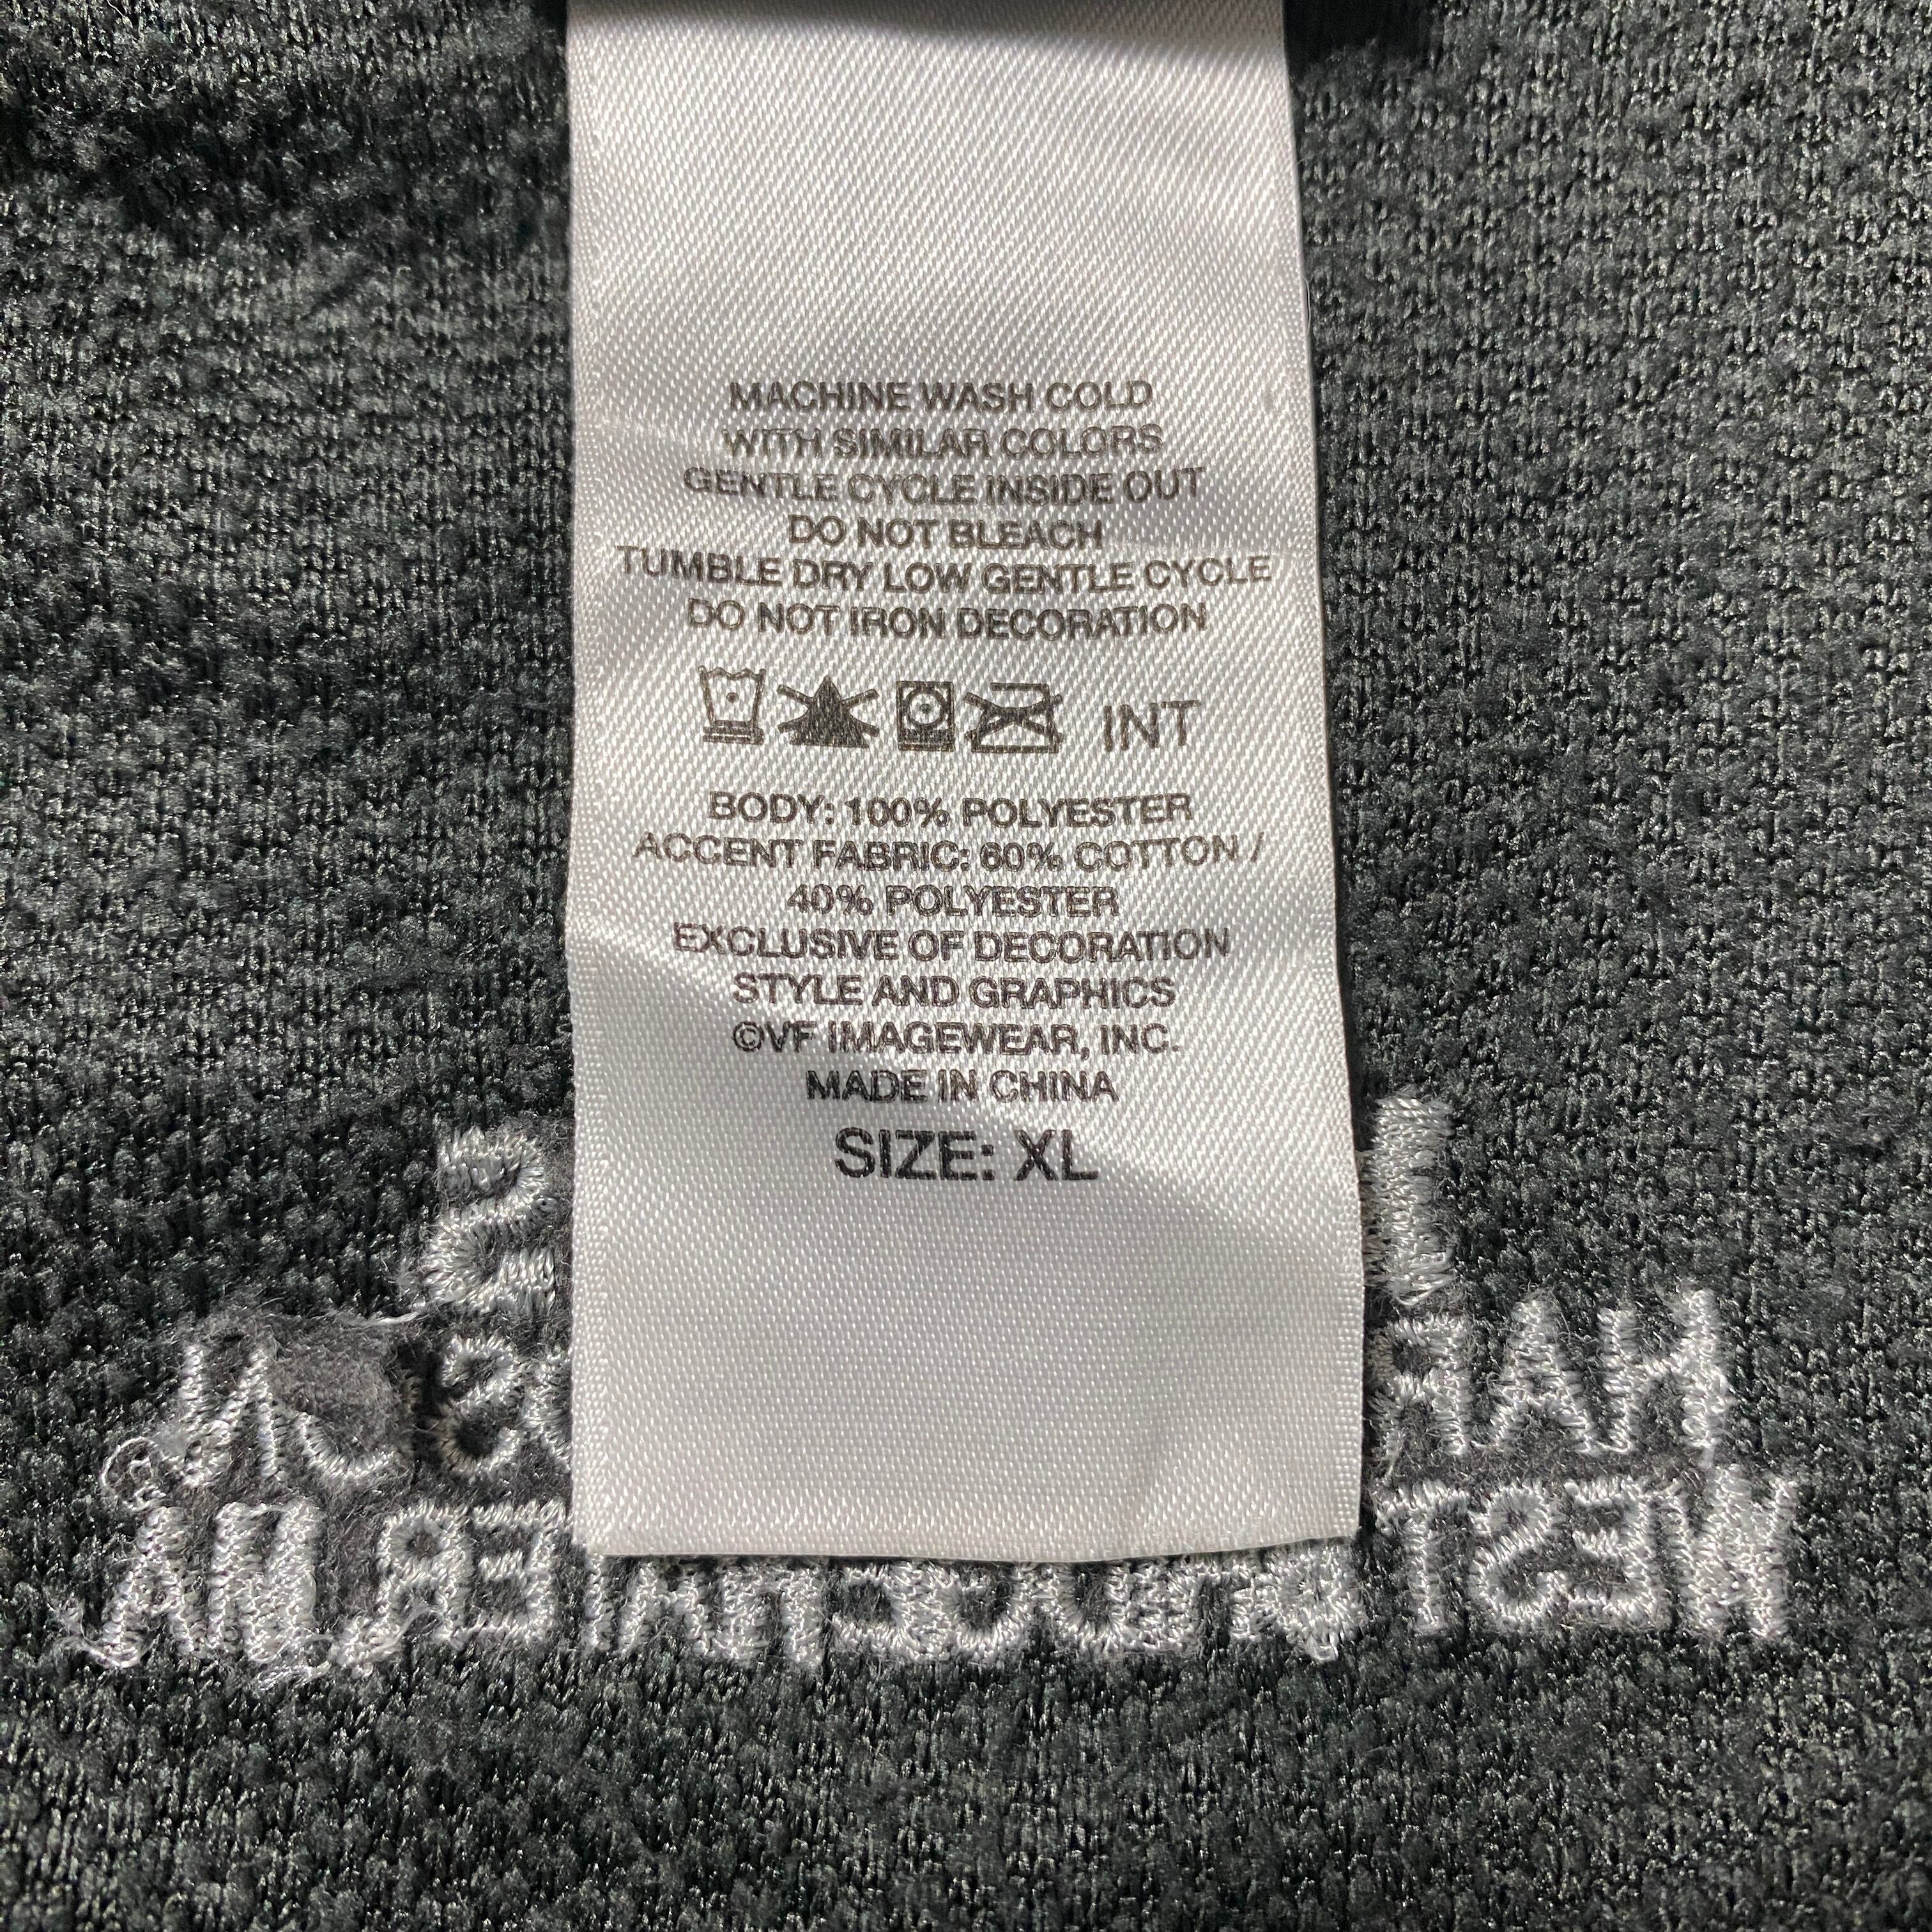 MACHINE WASH COLD
WITH SIMILAR COLORS
GENTLE CYCLE INSIDE OUT
DO NOT BLEACH
TUMBLE DRY LOW GENTLE CYCLE
DO NOT IRON DECORATION
INT
BODY: 100% POLYESTER
ACCENT FABRIC: 60% COTTON /
40% POLYESTER
EXCLUSIVE OF DECORATION
STYLE AND GRAPHICS
©VF IMAGEWEAR, INC.
MADE IN CHINA
SIZE: XL
WEST MA